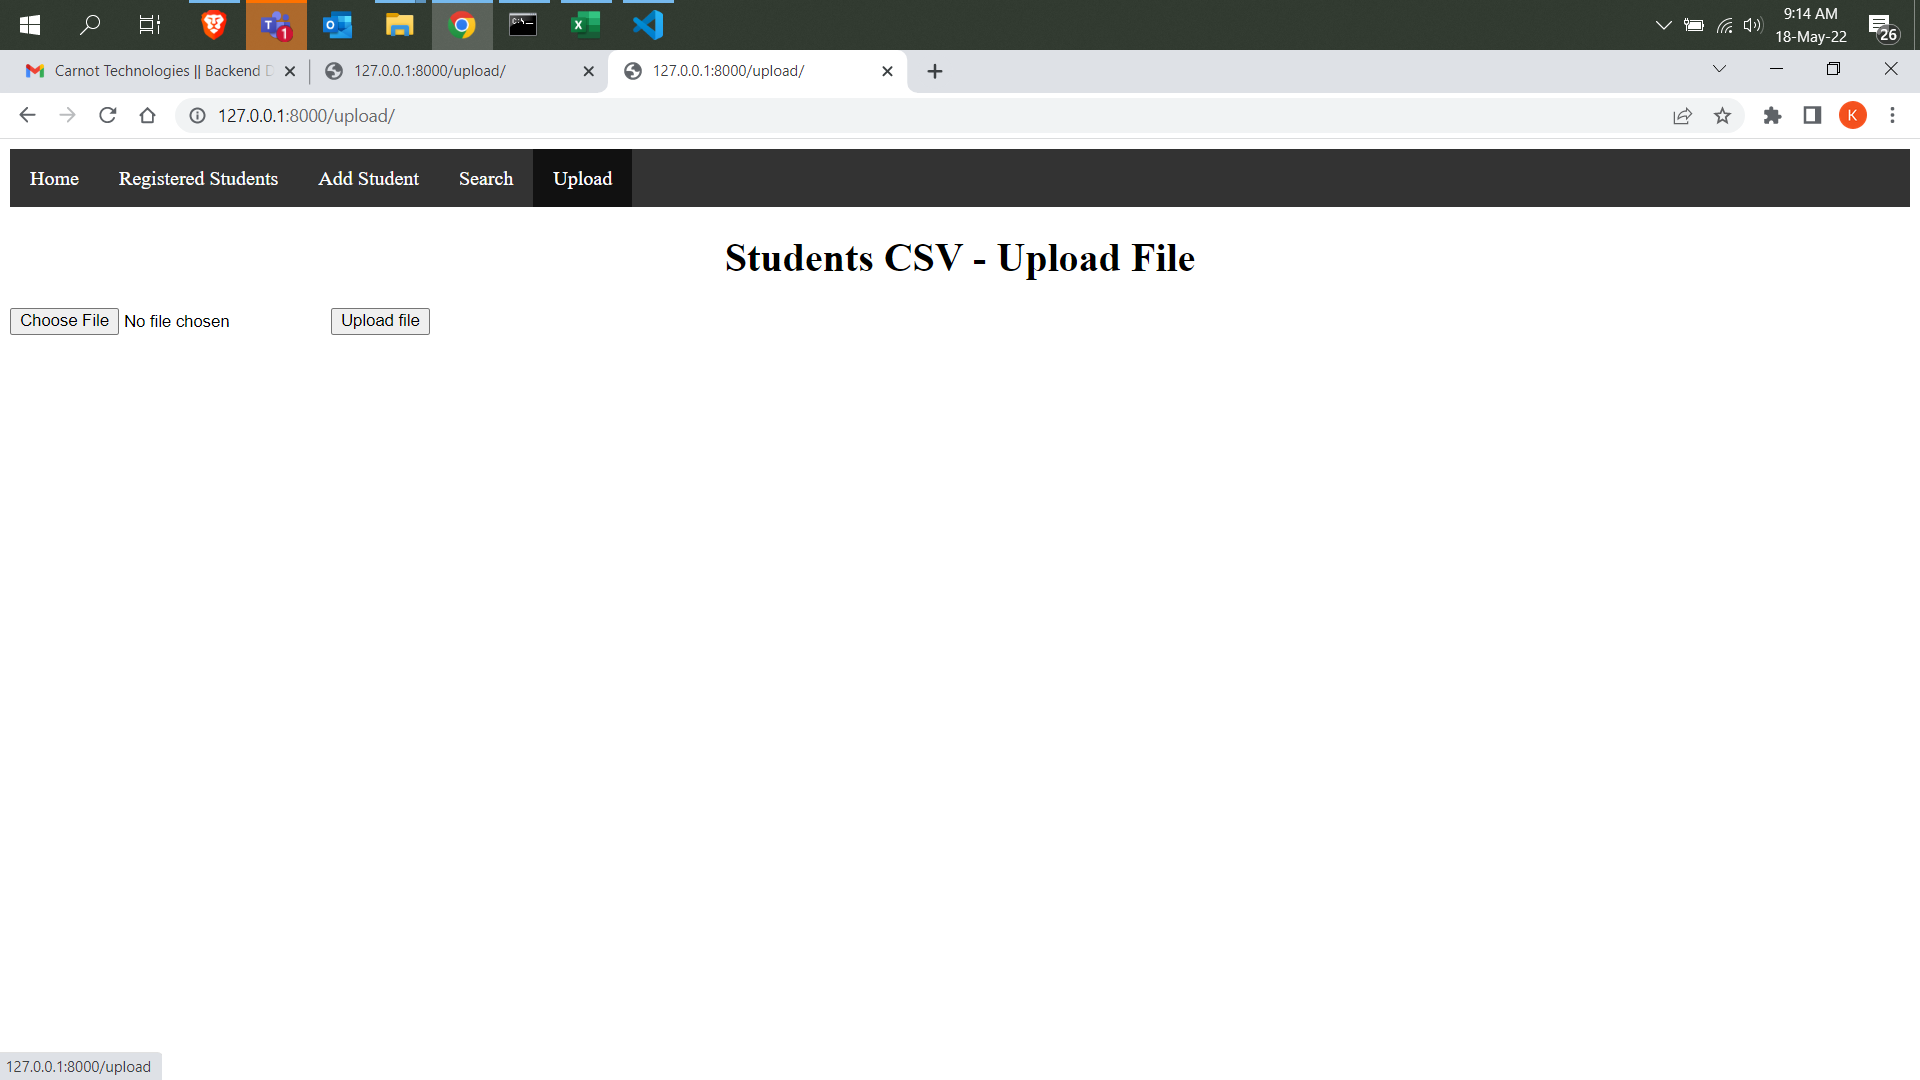 9:14 AM
18-May-22
26
1
Carnot Technologies || Backend D
127.0.0.1:8000/upload/
127.0.0.1:8000/upload/
127.0.0.1:8000/upload/
K
Home Registered Students Add Student Search Upload
Students CSV - Upload File
Choose File No file chosen Upload file
127.0.0.1:8000/upload